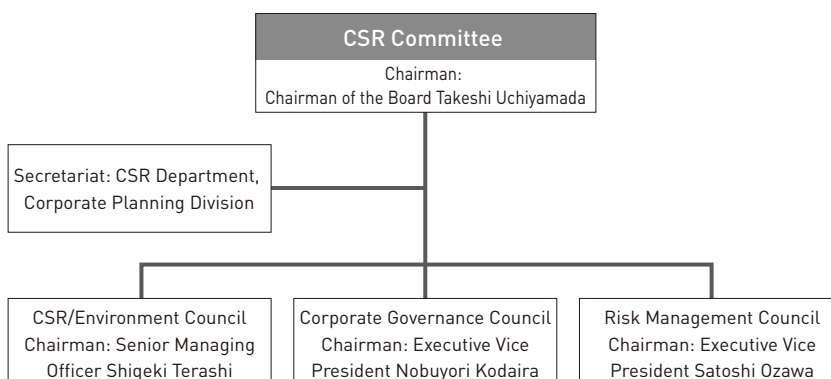 CSR Committee
Chairman:
Chairman of the Board Takeshi Uchiyamada
Secretariat: CSR Department,
Corporate Planning Division
CSR/Environment Council
Chairman: Senior Managing
Officer Shigeki Terashi
Corporate Governance Council
Chairman: Executive Vice
President Nobuyori Kodaira
Risk Management Council
Chairman: Executive Vice
President Satoshi Ozawa